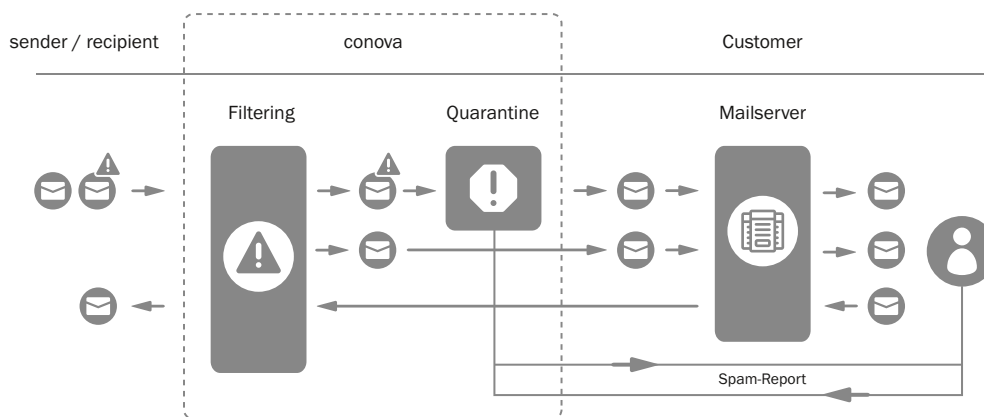 sender / recipient
conova
Customer
Filtering
Quarantine
Mailserver
Spam-Report